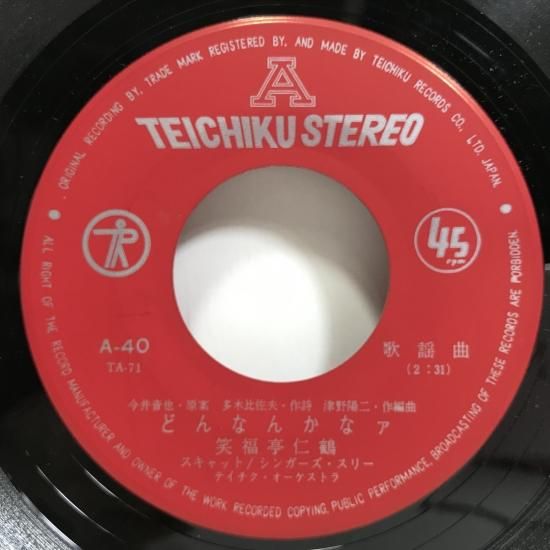 ORIGINAL RECORDING BY, TRADE MARK REGISTERED BY, AND MADE BY TEICHIKU RECORDS CO., LTD. JAPAN.
A
TEICHIKU STEREO
45
rpm
A-40
TA-71
歌謡曲
(2:31)
今井音也・原案 多木比佐夫・作詩 津野陽二・作編曲
どんなんかなァ
笑福亭仁鶴
スキャット/シンガーズ・スリー
テイチク・オーケストラ
ALL RIGHT OF THE RECORD MANUFACTURER AND OWNER OF THE WORK RECORDED COPYING, PUBLIC PERFORMANCE, BROADCASTING OF THESE RECORDS ARE FORBIDDEN.